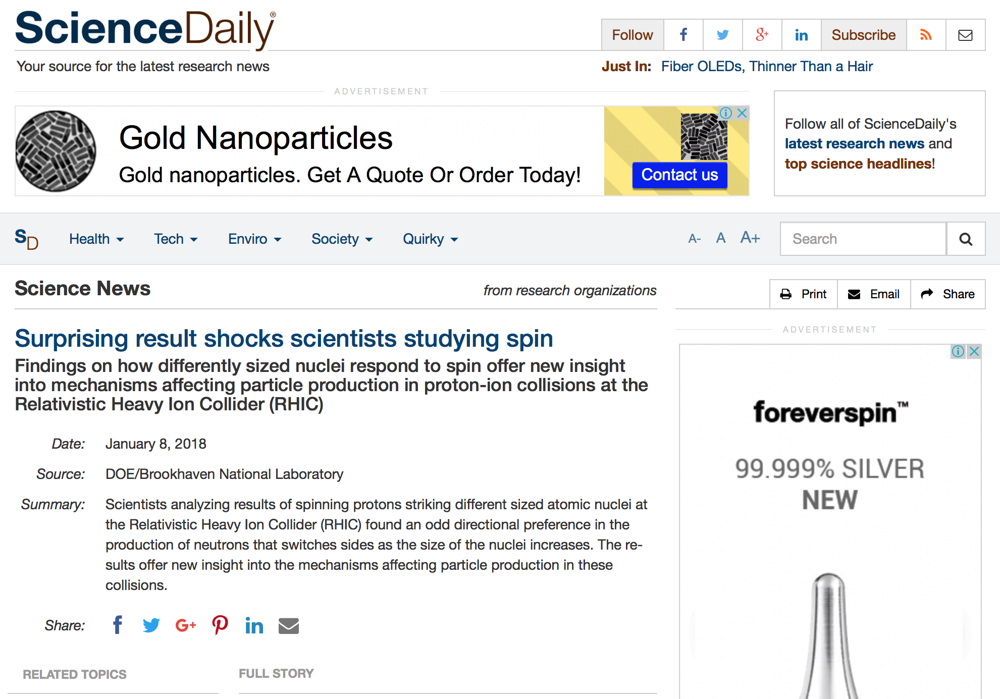 ScienceDaily®
Your source for the latest research news
Follow
Subscribe
Just In: Fiber OLEDs, Thinner Than a Hair
ADVERTISEMENT
Gold Nanoparticles
Gold nanoparticles. Get A Quote Or Order Today!
Contact us
Follow all of ScienceDaily's
latest research news and
top science headlines!
SD Health Tech Enviro Society Quirky A- A A+ Search
Science News
from research organizations
Print Email Share
Surprising result shocks scientists studying spin
Findings on how differently sized nuclei respond to spin offer new insight
into mechanisms affecting particle production in proton-ion collisions at the
Relativistic Heavy Ion Collider (RHIC)
Date: January 8, 2018
Source: DOE/Brookhaven National Laboratory
Summary: Scientists analyzing results of spinning protons striking different sized atomic nuclei at
the Relativistic Heavy Ion Collider (RHIC) found an odd directional preference in the
production of neutrons that switches sides as the size of the nuclei increases. The re-
sults offer new insight into the mechanisms affecting particle production in these
collisions.
Share:
RELATED TOPICS
FULL STORY
ADVERTISEMENT
foreverspin™
99.999% SILVER
NEW